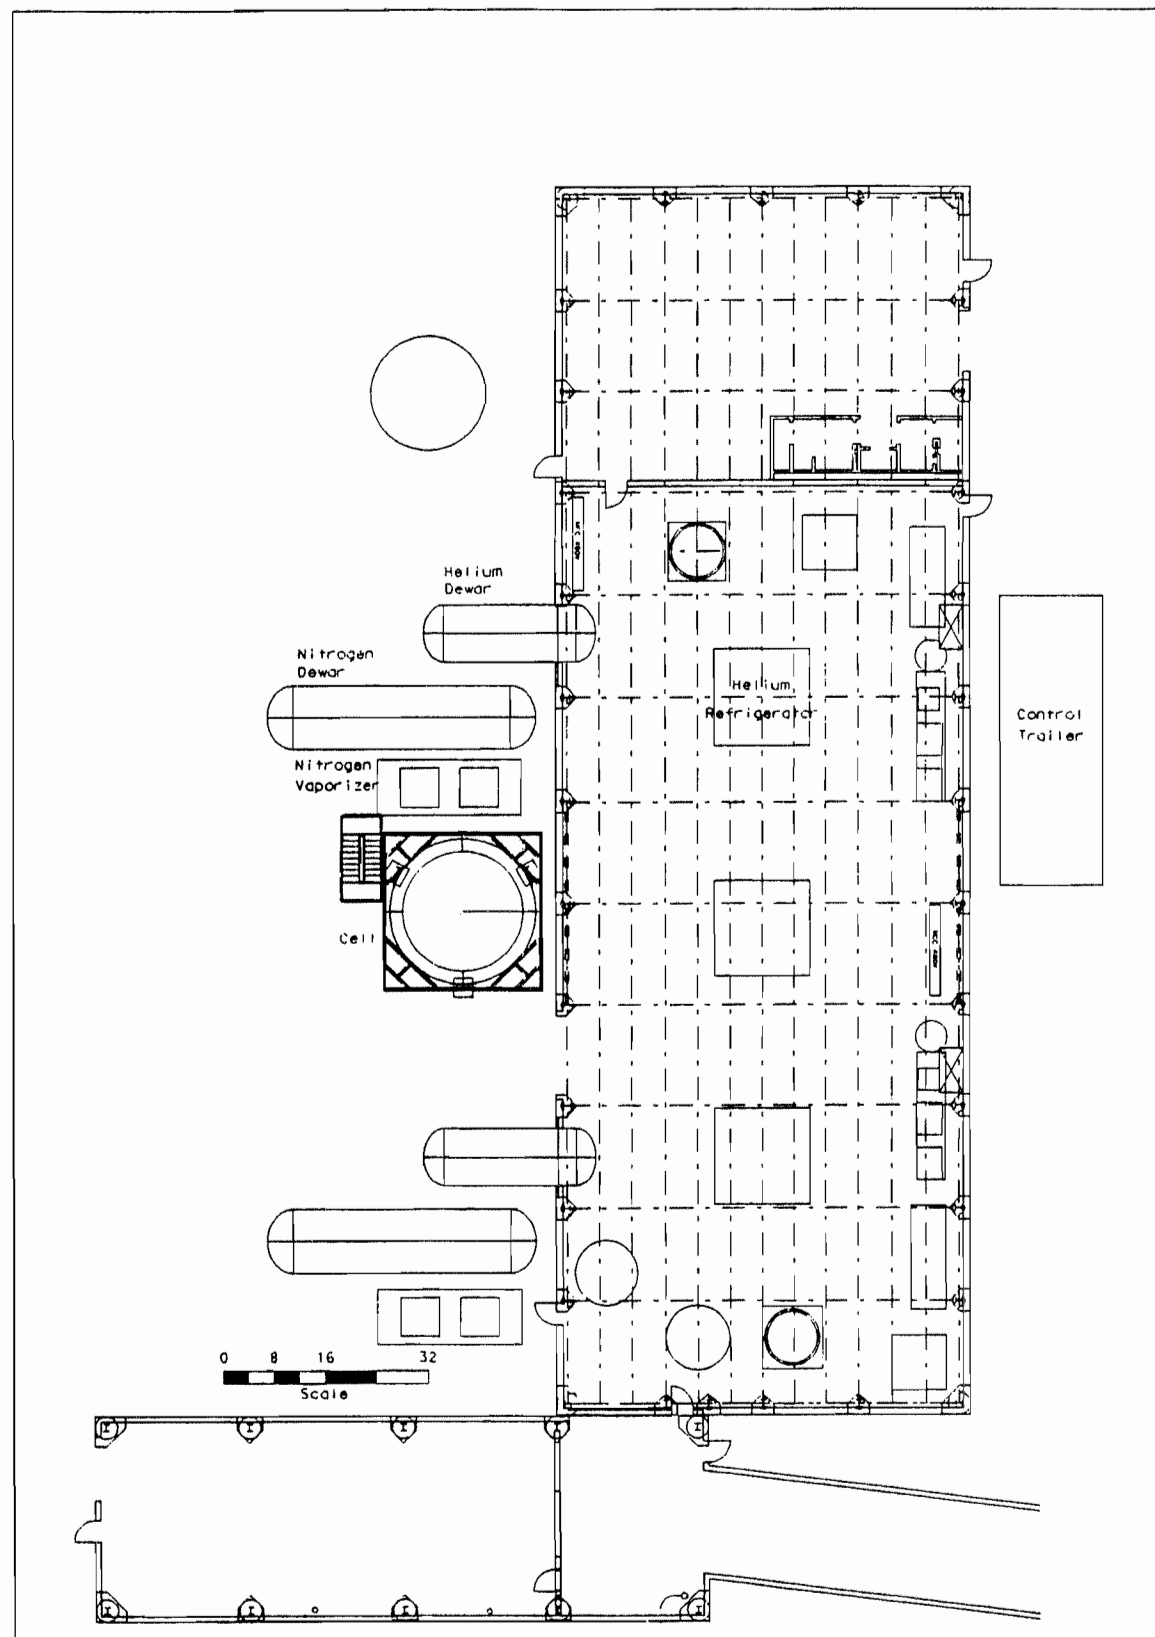 Helium
Dewar
Nitrogen
Dewar
Helium
Refrigerator
Control
Trailer
Nitrogen
Vaporizer
Cell
0 8 16 32
Scale